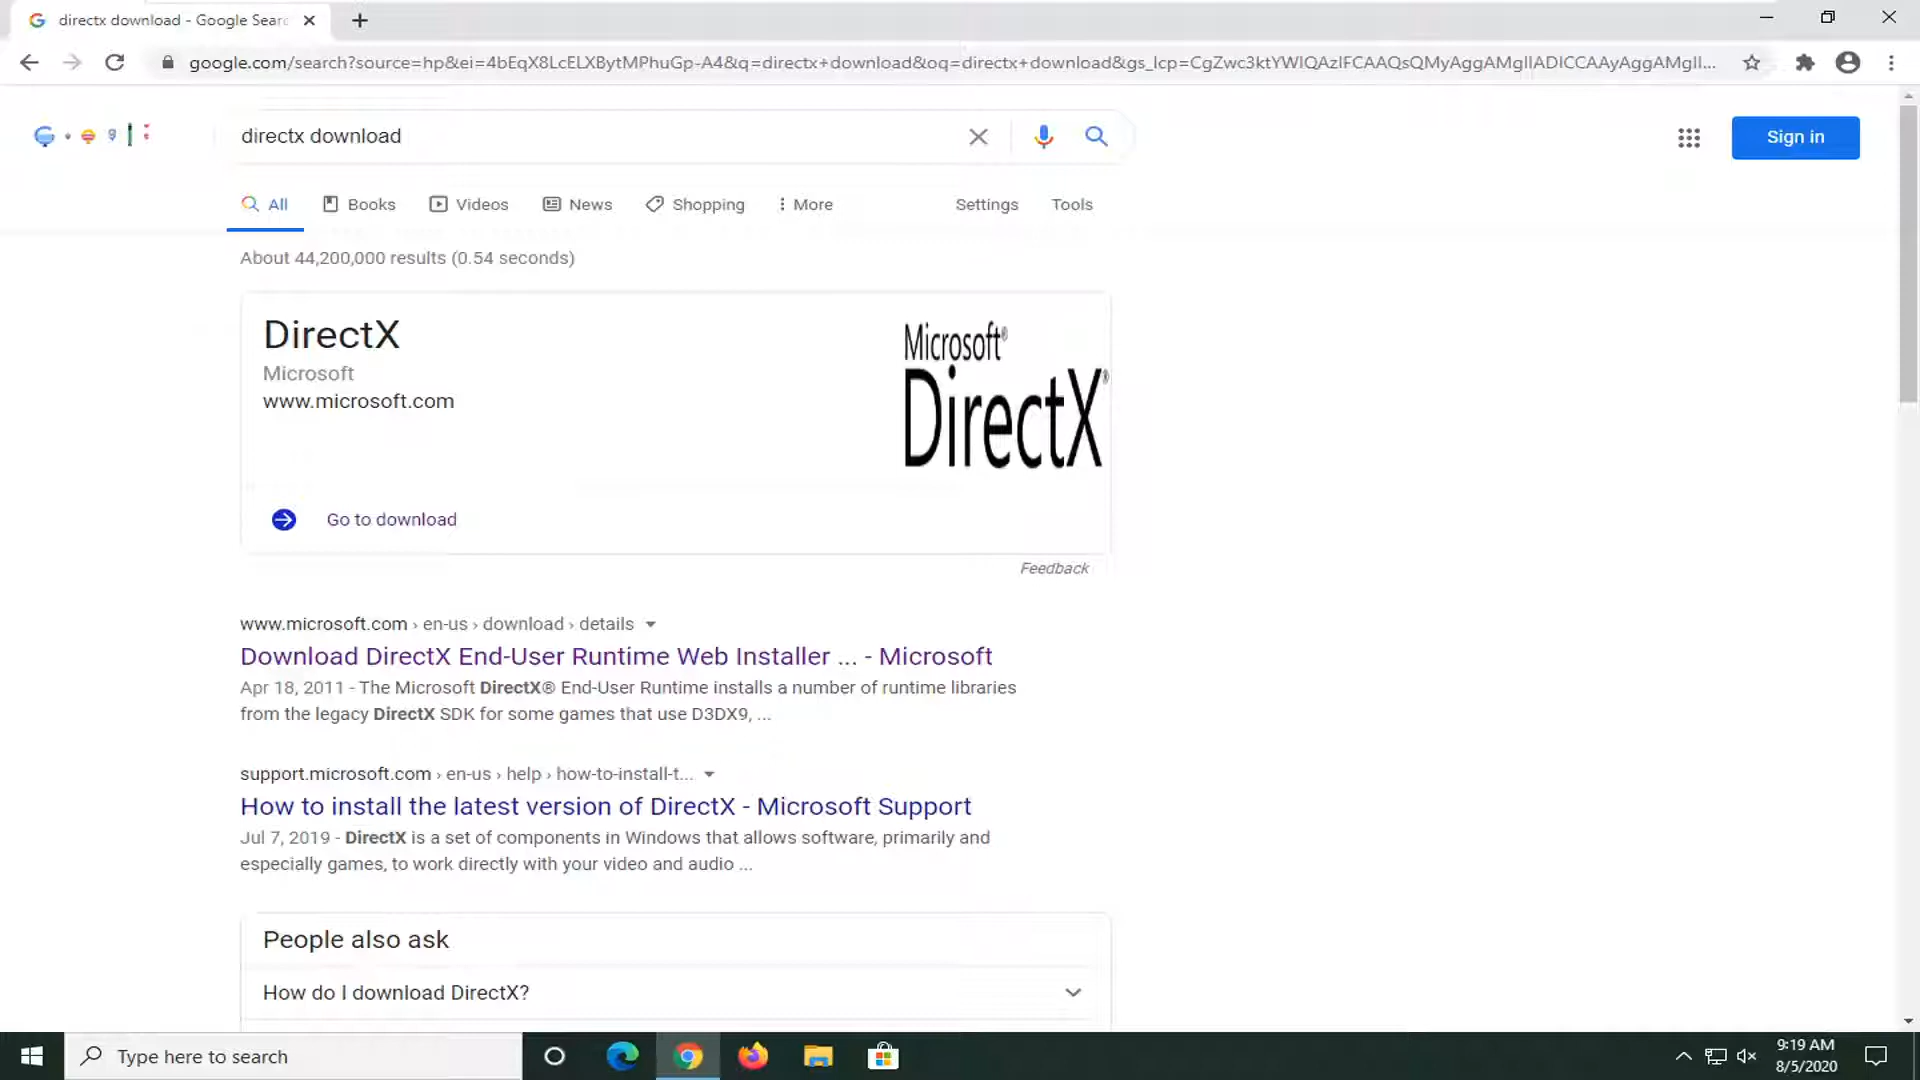 directx download - Google Sear
google.com/search?source=hp&ei=4bEqX8LcELXBytMPhuGp-A4&q=directx+download&oq=directx+download&gs_lcp=CgZwc3ktYWIQAzIFCAAQsQMyAggAMgIIADICCAAyAggAMgII...
directx download
Sign in
All Books Videos News Shopping More Settings Tools
About 44,200,000 results (0.54 seconds)
DirectX
Microsoft
www.microsoft.com
Microsoft®
DirectX®
Go to download
Feedback
www.microsoft.com › en-us › download › details
Download DirectX End-User Runtime Web Installer ... - Microsoft
Apr 18, 2011 - The Microsoft DirectX® End-User Runtime installs a number of runtime libraries
from the legacy DirectX SDK for some games that use D3DX9, ...
support.microsoft.com › en-us › help › how-to-install-t...
How to install the latest version of DirectX - Microsoft Support
Jul 7, 2019 - DirectX is a set of components in Windows that allows software, primarily and
especially games, to work directly with your video and audio ...
People also ask
How do I download DirectX?
Type here to search
9:19 AM
8/5/2020